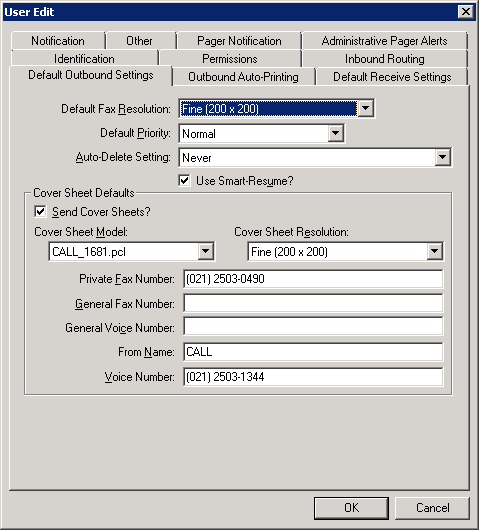 User Edit
Notification Other Pager Notification Administrative Pager Alerts
Identification Permissions Inbound Routing
Default Outbound Settings Outbound Auto-Printing Default Receive Settings
Default Fax Resolution: Fine (200 x 200)
Default Priority: Normal
Auto-Delete Setting: Never
Use Smart-Resume?
Cover Sheet Defaults
Send Cover Sheets?
Cover Sheet Model: Cover Sheet Resolution:
CALL_1681.pcl Fine (200 x 200)
Private Fax Number: (021) 2503-0490
General Fax Number:
General Voice Number:
From Name: CALL
Voice Number: (021) 2503-1344
OK Cancel